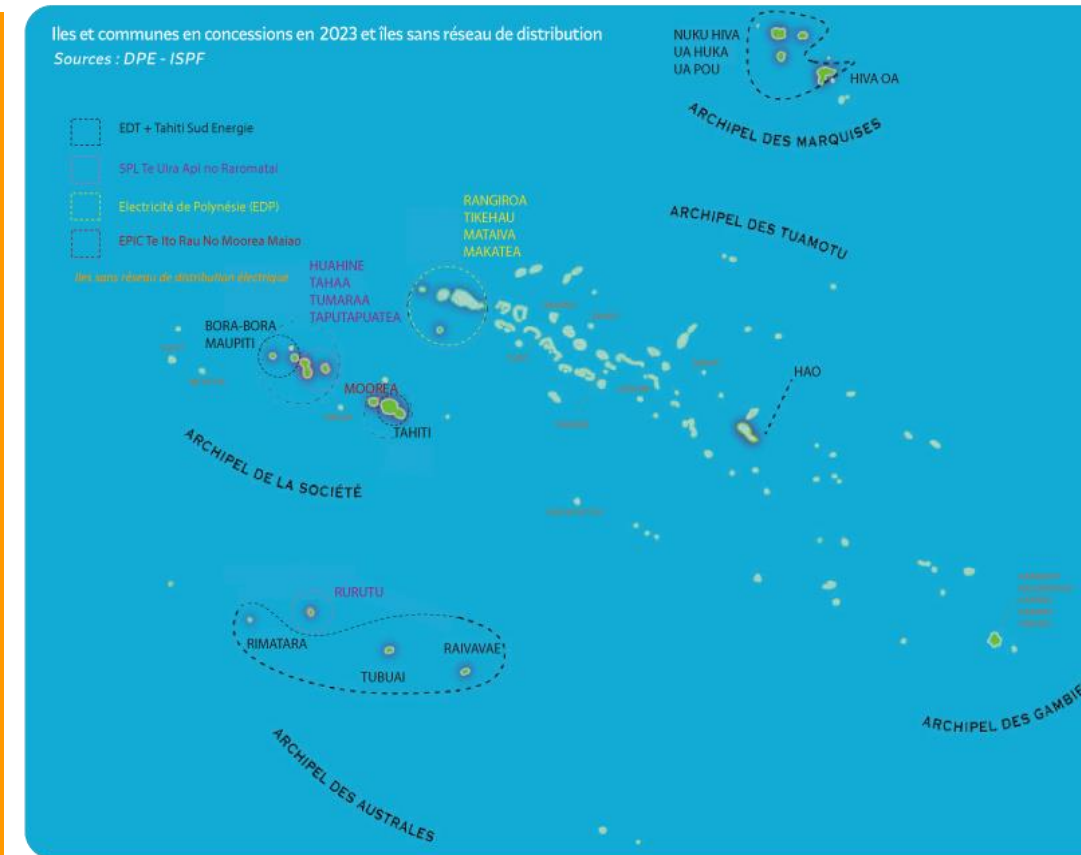 Iles et communes en concessions en 2023 et îles sans réseau de distribution
Sources : DPE - ISPF
EDT + Tahiti Sud Energie
SPL Te Uira Api no Raromatai
Electricité de Polynésie (EDP)
EPIC Te Ito Rau No Moorea Maiao
Iles sans réseau de distribution électrique
NUKU HIVA
UA HUKA
UA POU
HIVA OA
ARCHIPEL DES MARQUISES
ARCHIPEL DES TUAMOTU
RANGIROA
TIKEHAU
MATAIVA
MAKATEA
HUAHINE
TAHAA
TUMARAA
TAPUTAPUATEA
BORA-BORA
MAUPITI
MOOREA
TAHITI
HAO
ARCHIPEL DE LA SOCIÉTÉ
RURUTU
RIMATARA
TUBUAI
RAIVAVAE
ARCHIPEL DES AUSTRALES
ARCHIPEL DES GAMBIE